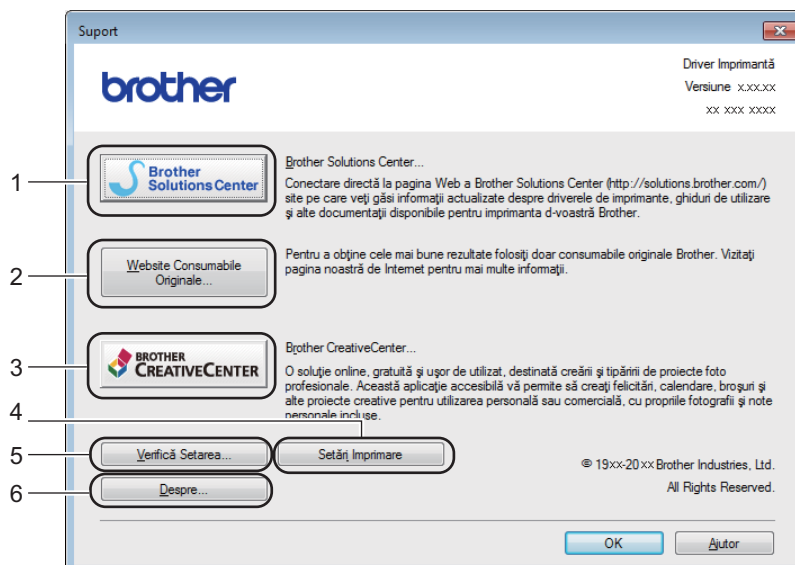 Suport
brother
Driver Imprimantă
Versiune x.xx.xx
xx xxx xxxx
1
Brother
Solutions Center
Brother Solutions Center...
Conectare directă la pagina Web a Brother Solutions Center (http://solutions.brother.com/)
site pe care veţi găsi informaţii actualizate despre driverele de imprimante, ghiduri de utilizare
şi alte documentaţii disponibile pentru imprimanta d-voastră Brother.
2
Website Consumabile
Originale...
Pentru a obţine cele mai bune rezultate folosiţi doar consumabile originale Brother. Vizitaţi
pagina noastră de Internet pentru mai multe informaţii.
3
BROTHER
CREATIVECENTER
Brother CreativeCenter...
O soluţie online, gratuită şi uşor de utilizat, destinată creării şi tipăririi de proiecte foto
profesionale. Această aplicaţie accesibilă vă permite să creaţi felicitări, calendare, broşuri şi
alte proiecte creative pentru utilizarea personală sau comercială, cu propriile fotografii şi note
personale incluse.
4
5
Verifică Setarea...
Setări Imprimare
© 19xx-20xx Brother Industries, Ltd.
6
Despre...
All Rights Reserved.
OK
Ajutor